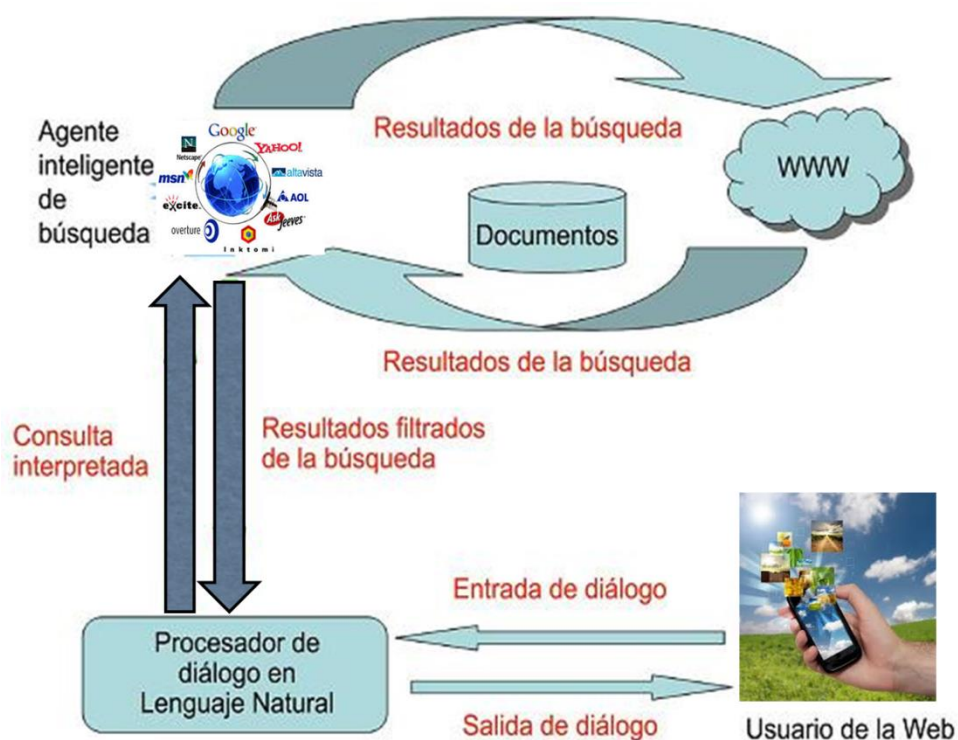 Agente
inteligente
de
búsqueda
Google
Netscape
YAHOO!
msn
altavista
AOL
excite
Ask
Jeeves
overture
Inktomi
Resultados de la búsqueda
WWW
Documentos
Resultados de la búsqueda
Consulta
interpretada
Resultados filtrados
de la búsqueda
Entrada de diálogo
Procesador de
diálogo en
Lenguaje Natural
Salida de diálogo
Usuario de la Web